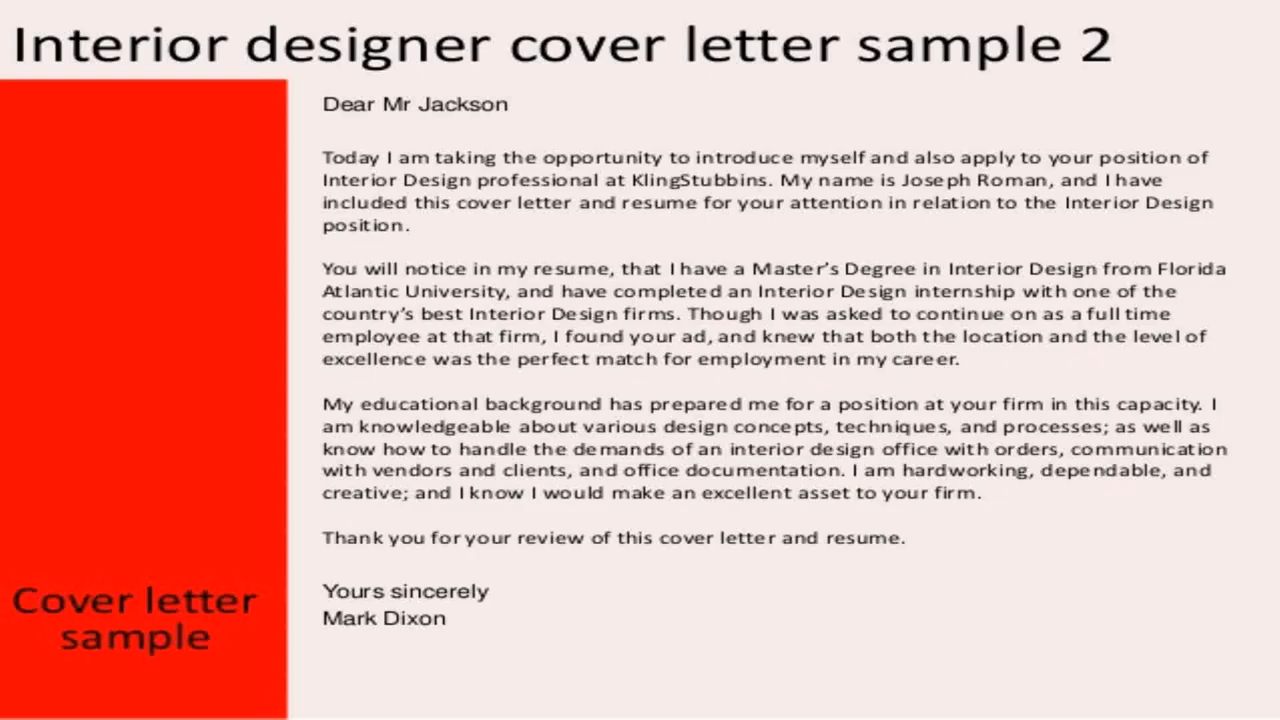 Interior designer cover letter sample 2
Dear Mr Jackson
Today I am taking the opportunity to introduce myself and also apply to your position of
Interior Design professional at KlingStubbins. My name is Joseph Roman, and I have
included this cover letter and resume for your attention in relation to the Interior Design
position.
You will notice in my resume, that I have a Master’s Degree in Interior Design from Florida
Atlantic University, and have completed an Interior Design internship with one of the
country’s best Interior Design firms. Though I was asked to continue on as a full time
employee at that firm, I found your ad, and knew that both the location and the level of
excellence was the perfect match for employment in my career.
My educational background has prepared me for a position at your firm in this capacity. I
am knowledgeable about various design concepts, techniques, and processes; as well as
know how to handle the demands of an interior design office with orders, communication
with vendors and clients, and office documentation. I am hardworking, dependable, and
creative; and I know I would make an excellent asset to your firm.
Thank you for your review of this cover letter and resume.
Yours sincerely
Mark Dixon
Cover letter
sample